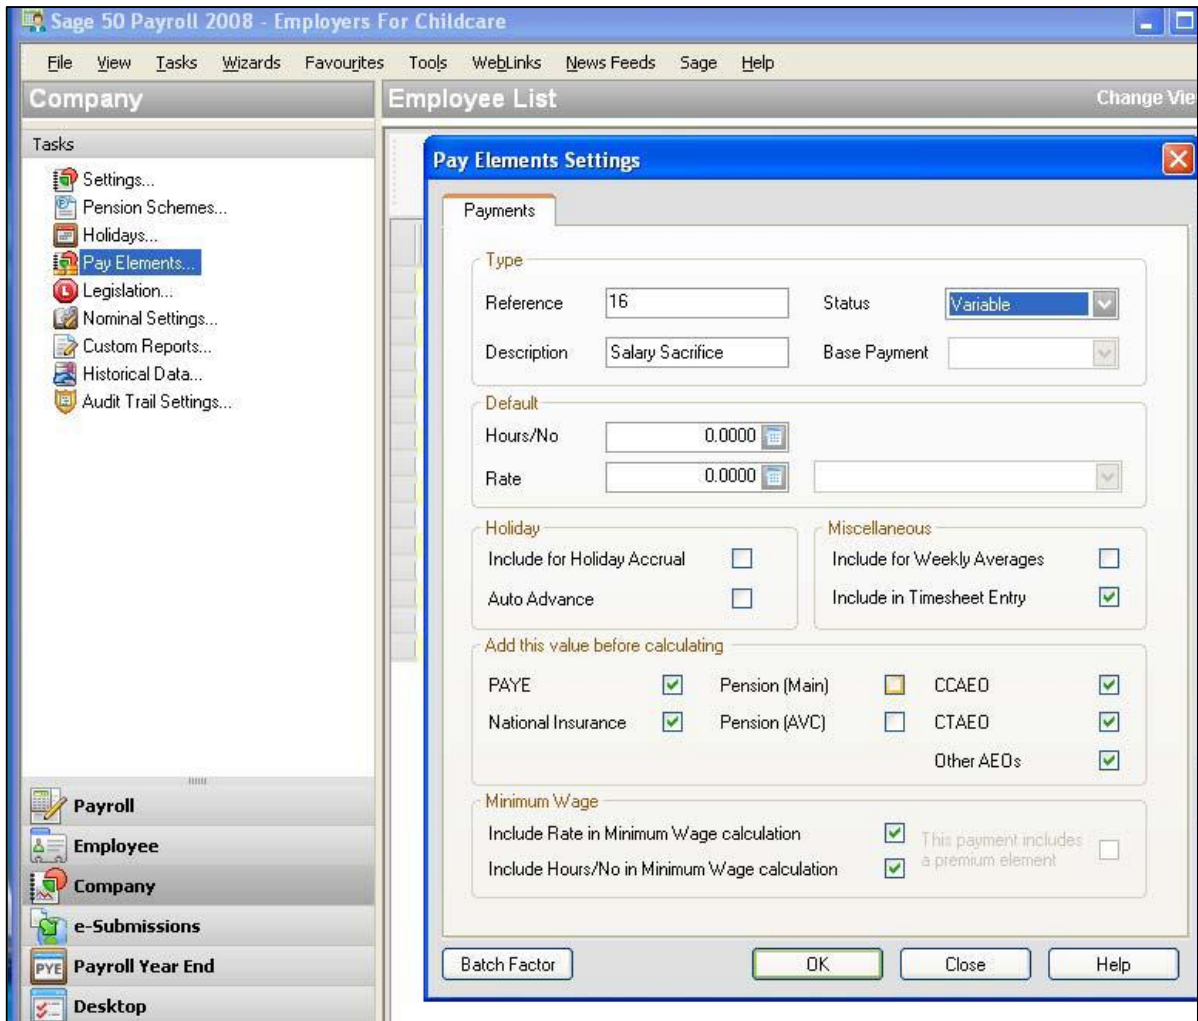 Sage 50 Payroll 2008 - Employers For Childcare
File View Tasks Wizards Favourites Tools WebLinks News Feeds Sage Help
Company
Employee List
Change Vie
Tasks
Settings...
Pension Schemes...
Holidays...
Pay Elements...
Legislation...
Nominal Settings...
Custom Reports...
Historical Data...
Audit Trail Settings...
Payroll
Employee
Company
e-Submissions
PYE Payroll Year End
Desktop
Pay Elements Settings
Payments
Type
Reference 16 Status Variable
Description Salary Sacrifice Base Payment
Default
Hours/No 0.0000
Rate 0.0000
Holiday
Include for Holiday Accrual
Auto Advance
Miscellaneous
Include for Weekly Averages
Include in Timesheet Entry
Add this value before calculating
PAYE Pension (Main) CCAEO
National Insurance Pension (AVC) CTAEO
Other AEOs
Minimum Wage
Include Rate in Minimum Wage calculation
Include Hours/No in Minimum Wage calculation
This payment includes
a premium element
Batch Factor OK Close Help